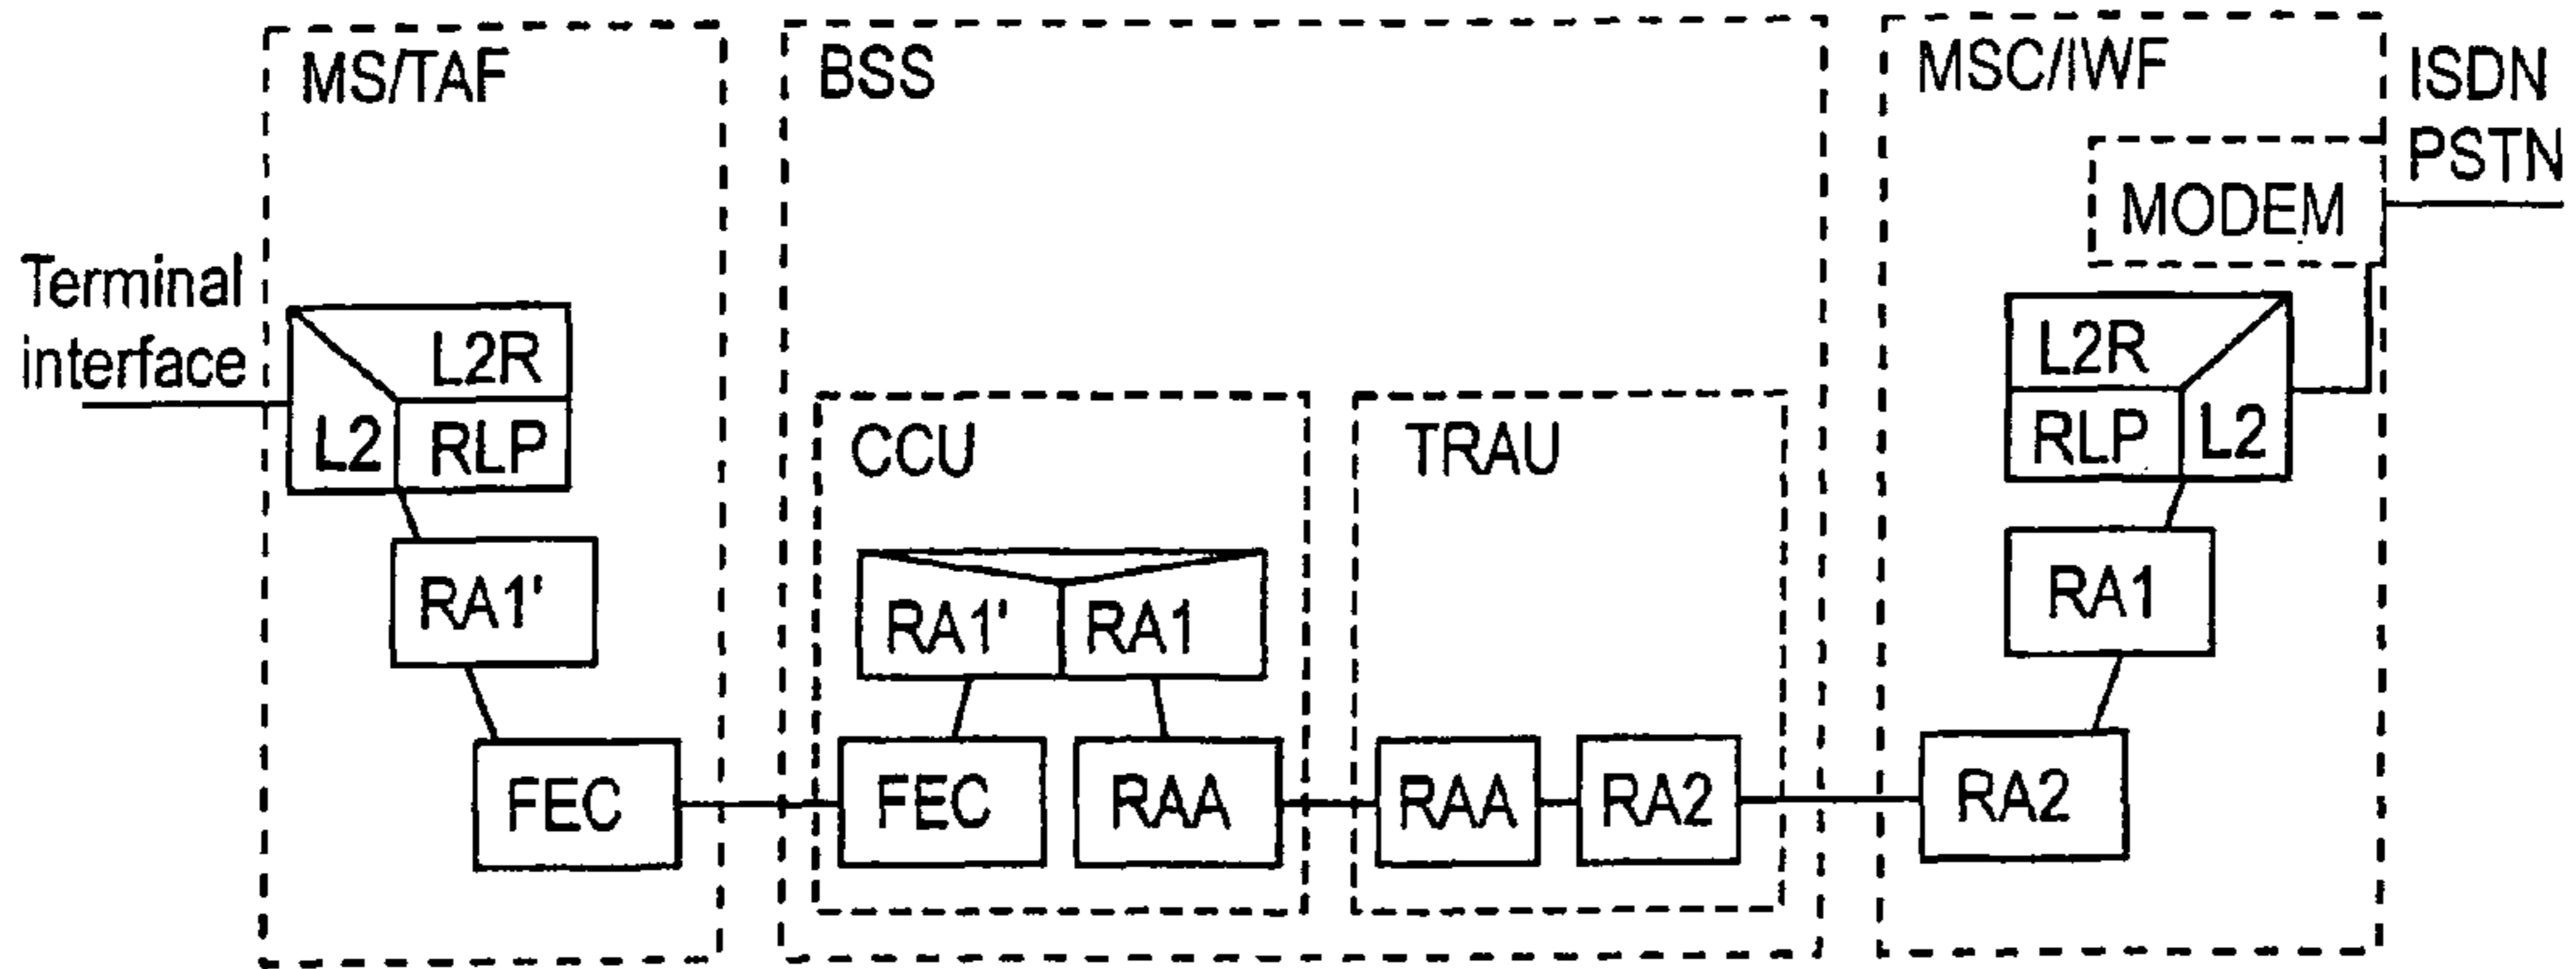 MS/TAF
BSS
MSC/IWF
ISDN
PSTN
MODEM
Terminal
interface
L2R
L2
RLP
RA1'
FEC
CCU
RA1'
RA1
FEC
RAA
TRAU
RAA
RA2
L2R
RLP
L2
RA1
RA2